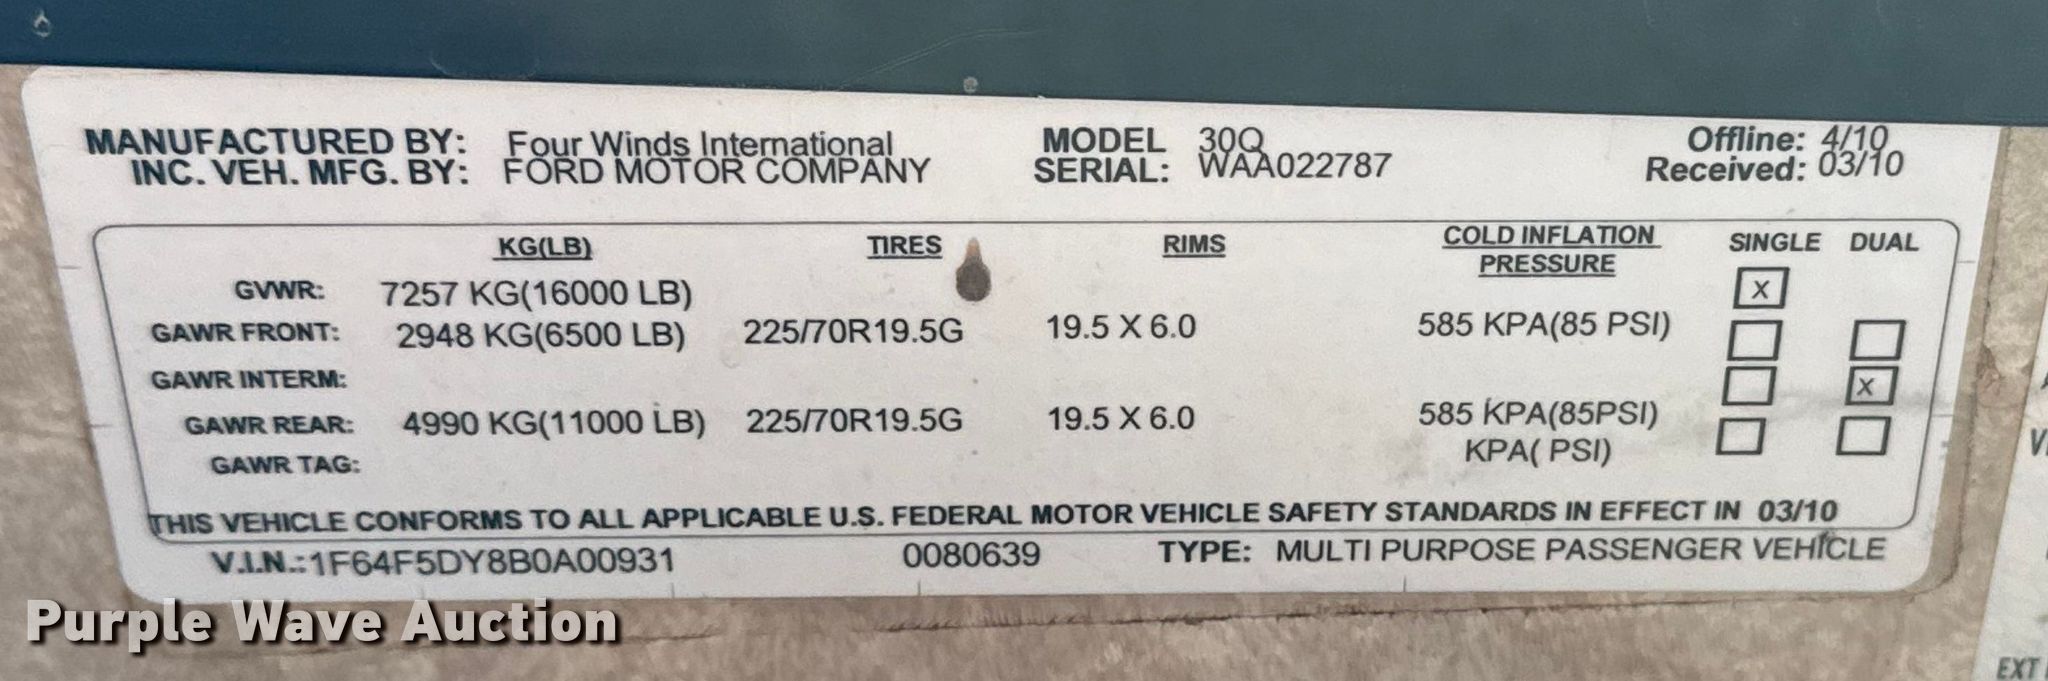 MANUFACTURED BY: Four Winds International MODEL 30Q Offline: 4/10
INC. VEH. MFG. BY: FORD MOTOR COMPANY SERIAL: WAA022787 Received: 03/10
KG(LB) TIRES RIMS COLD INFLATION PRESSURE SINGLE DUAL
GVWR: 7257 KG(16000 LB) X
GAWR FRONT: 2948 KG(6500 LB) 225/70R19.5G 19.5 X 6.0 585 KPA(85 PSI)
GAWR INTERM: X
GAWR REAR: 4990 KG(11000 LB) 225/70R19.5G 19.5 X 6.0 585 KPA(85PSI)
GAWR TAG: KPA( PSI)
THIS VEHICLE CONFORMS TO ALL APPLICABLE U.S. FEDERAL MOTOR VEHICLE SAFETY STANDARDS IN EFFECT IN 03/10
V.I.N.:1F64F5DY8B0A00931 0080639 TYPE: MULTI PURPOSE PASSENGER VEHICLE
Purple Wave Auction
EXT